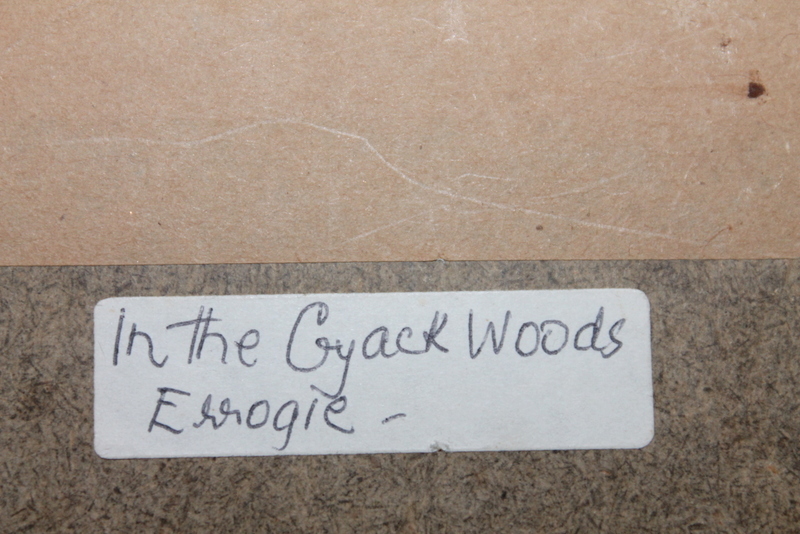 In the Gyack Woods
Errogie -